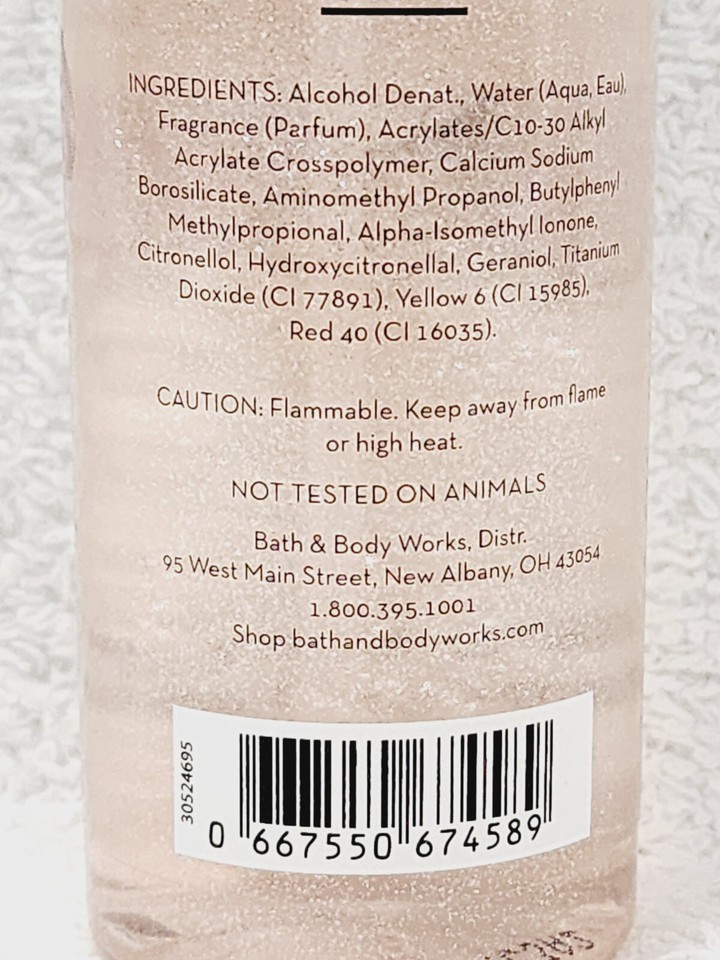 INGREDIENTS: Alcohol Denat., Water (Aqua, Eau),
Fragrance (Parfum), Acrylates/C10-30 Alkyl
Acrylate Crosspolymer, Calcium Sodium
Borosilicate, Aminomethyl Propanol, Butylphenyl
Methylpropional, Alpha-Isomethyl Ionone,
Citronellol, Hydroxycitronellal, Geraniol, Titanium
Dioxide (CI 77891), Yellow 6 (CI 15985),
Red 40 (CI 16035).
CAUTION: Flammable. Keep away from flame
or high heat.
NOT TESTED ON ANIMALS
Bath & Body Works, Distr.
95 West Main Street, New Albany, OH 43054
1.800.395.1001
Shop bathandbodyworks.com
30524695
0 667550 674589